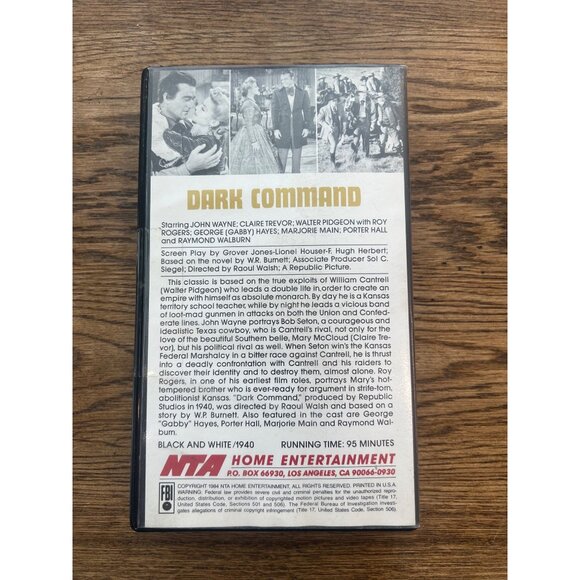 DARK COMMAND
Starring JOHN WAYNE; CLAIRE TREVOR; WALTER PIDGEON with ROY
ROGERS; GEORGE (GABBY) HAYES; MARJORIE MAIN; PORTER HALL
and RAYMOND WALBURN
Screen Play by Grover Jones-Lionel Houser-F. Hugh Herbert;
Based on the novel by W.R. Burnett; Associate Producer Sol C.
Siegel; Directed by Raoul Walsh; A Republic Picture.
This classic is based on the true exploits of William Cantrell
(Walter Pidgeon) who leads a double life in order to create an
empire with himself as absolute monarch. By day he is a Kansas
territory school teacher, while by night he leads a vicious band
of loot-mad gunmen in attacks on both the Union and Confed-
erate lines. John Wayne portrays Bob Seton, a courageous and
idealistic Texas cowboy, who is Cantrell's rival, not only for the
love of the beautiful Southern belle, Mary McCloud (Claire Tre-
vor), but his political rival as well. When Seton win's the Kansas
Federal Marshalcy in a bitter race against Cantrell, he is thrust
into a deadly confrontation with Cantrell and his raiders to
discover their identity and to destroy them, almost alone. Roy
Rogers, in one of his earliest film roles, portrays Mary's hot-
tempered brother who is ever-ready for argument in strife-torn,
abolitionist Kansas. "Dark Command," produced by Republic
Studios in 1940, was directed by Raoul Walsh and based on a
story by W.P. Burnett. Also featured in the cast are George
"Gabby" Hayes, Porter Hall, Marjorie Main and Raymond Wal-
burn.
BLACK AND WHITE/1940 RUNNING TIME: 95 MINUTES
NTA HOME ENTERTAINMENT
P.O. BOX 66930, LOS ANGELES, CA 90066-0930
FBI
COPYRIGHT 1984 NTA HOME ENTERTAINMENT, ALL RIGHTS RESERVED, PRINTED IN U.S.A.
WARNING: Federal law provides severe civil and criminal penalties for the unauthorized repro-
duction, distribution, or exhibition of copyrighted motion pictures and video tapes (Title 17,
United States Code, Sections 501 and 506). The Federal Bureau of Investigation inves-
tigates allegations of criminal copyright infringement (Title 17, United States Code, Section 506)